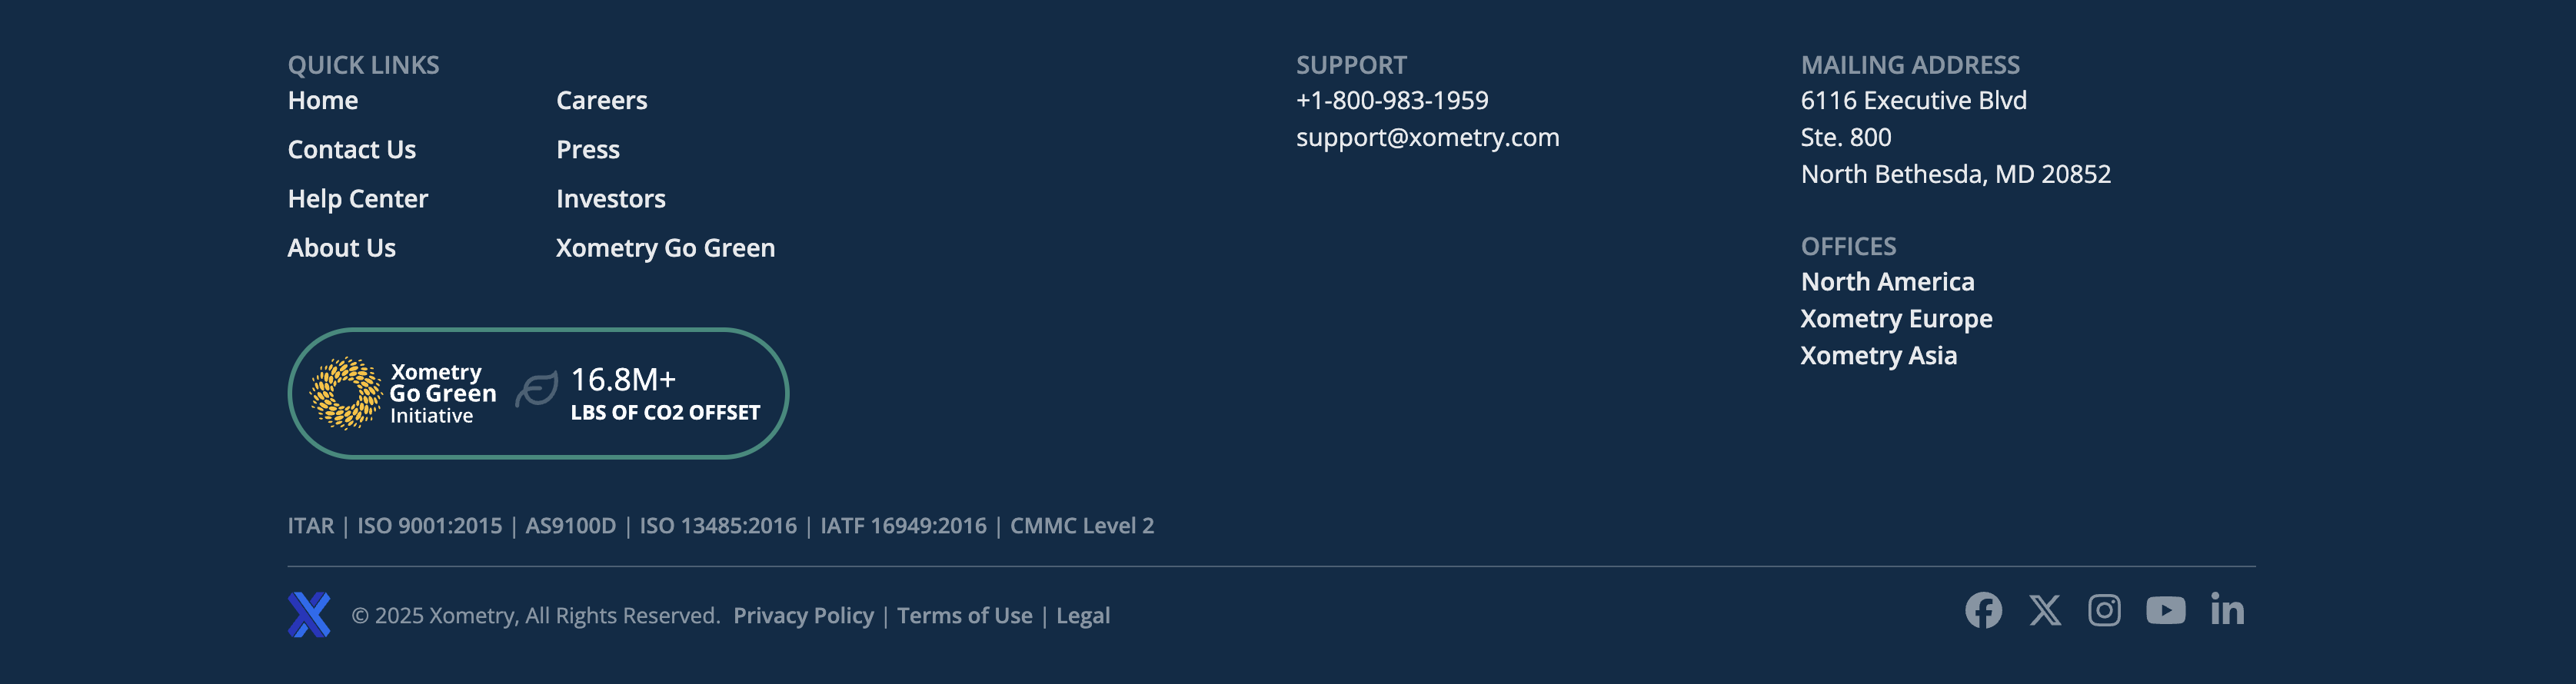 QUICK LINKS
Home
Contact Us
Help Center
About Us
Careers
Press
Investors
Xometry Go Green
Xometry
Go Green
Initiative
16.8M+
LBS OF CO2 OFFSET
SUPPORT
+1-800-983-1959
support@xometry.com
MAILING ADDRESS
6116 Executive Blvd
Ste. 800
North Bethesda, MD 20852
OFFICES
North America
Xometry Europe
Xometry Asia
ITAR | ISO 9001:2015 | AS9100D | ISO 13485:2016 | IATF 16949:2016 | CMMC Level 2
© 2025 Xometry, All Rights Reserved. Privacy Policy | Terms of Use | Legal